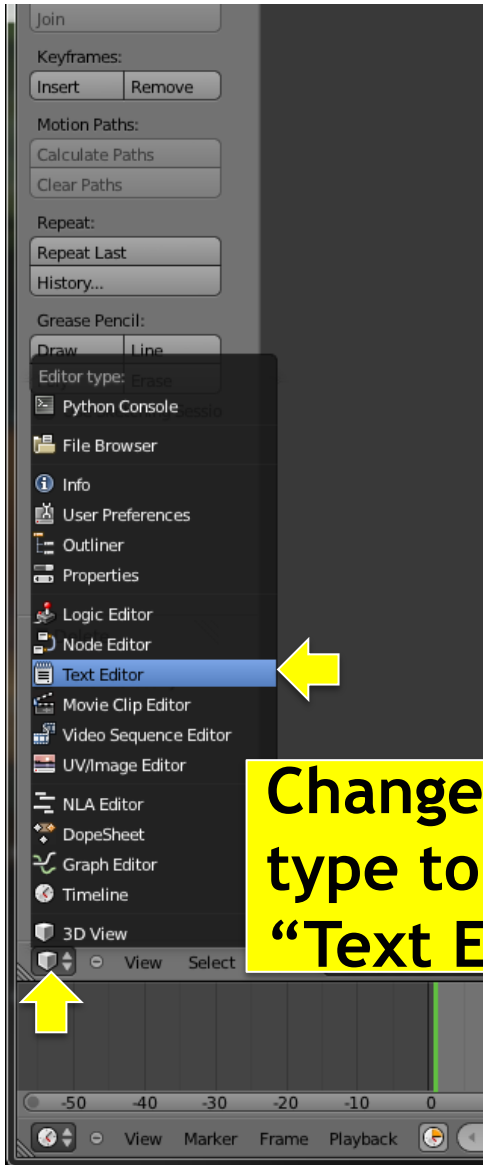 Join
Keyframes:
Insert Remove
Motion Paths:
Calculate Paths
Clear Paths
Repeat:
Repeat Last
History...
Grease Pencil:
Draw Line
Editor type:
Erase
Python Console
File Browser
Info
User Preferences
Outliner
Properties
Logic Editor
Node Editor
Text Editor
Movie Clip Editor
Video Sequence Editor
UV/Image Editor
NLA Editor
DopeSheet
Graph Editor
Timeline
3D View
View Select
Change
type to
“Text E
-50 -40 -30 -20 -10 0
View Marker Frame Playback